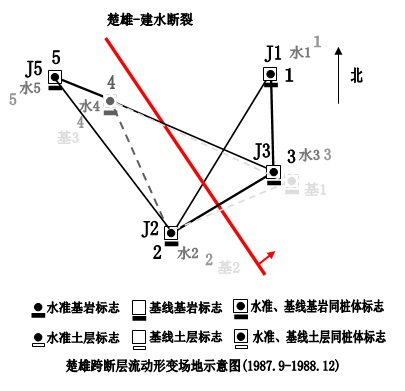 楚雄-建水断裂
J1 水1 1
1
北
J5 5
水5
5
4
水4
4
基3
J3 3 水3 3
基1
J2
2 水2 2
基2
水准基岩标志 基线基岩标志 水准、基线基岩同桩体标志
水准土层标志 基线土层标志 水准、基线土层同桩体标志
楚雄跨断层流动形变场地示意图(1987.9-1988.12)